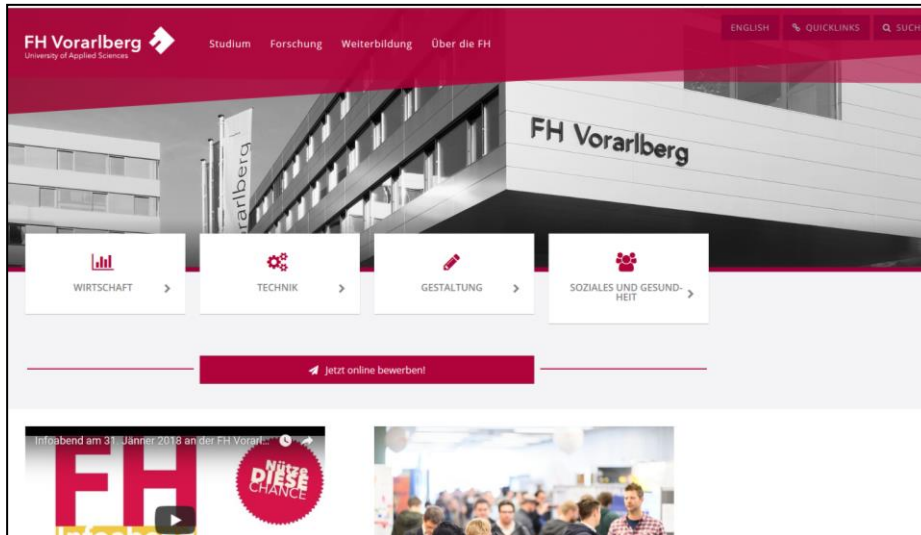 FH Vorarlberg
University of Applied Sciences
Studium Forschung Weiterbildung Über die FH
ENGLISH QUICKLINKS SUCH
arlberg
FH Vorarlberg
WIRTSCHAFT
TECHNIK
GESTALTUNG
SOZIALES UND GESUND-
HEIT
Jetzt online bewerben!
Infoabend am 31. Jänner 2018 an der FH Vorarl...
FH
Nütze
DIESE
CHANCE